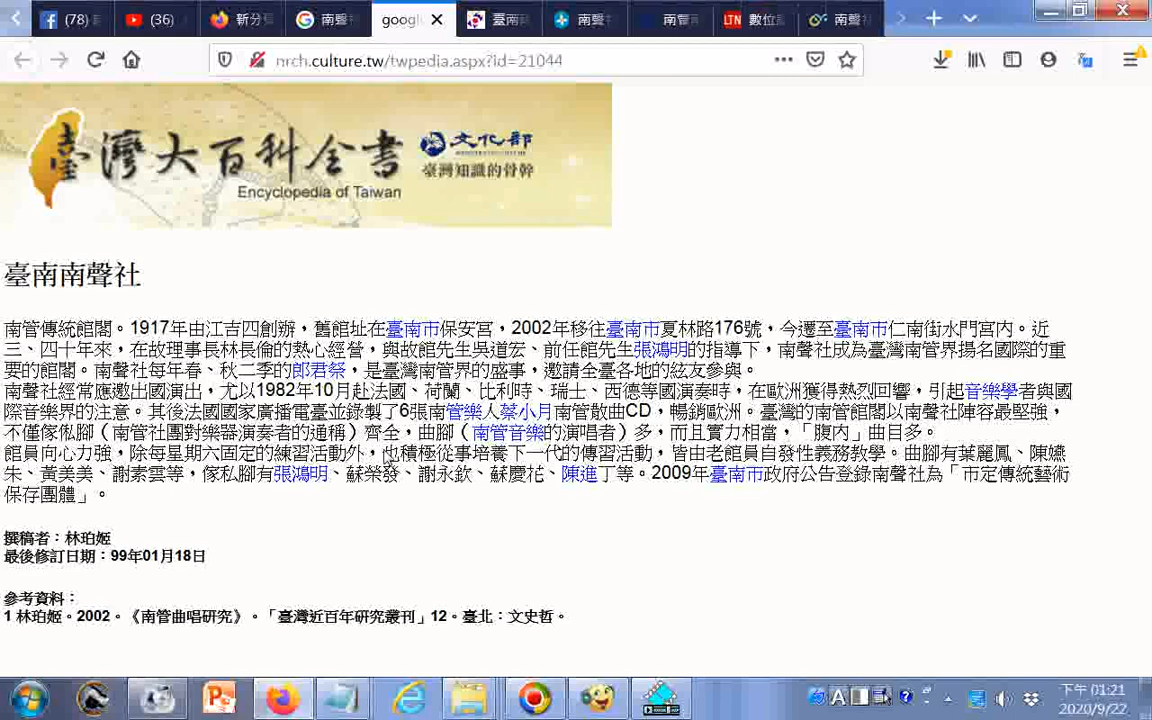 (78)
(36)
新分
南聲
googl
臺南
南聲
南管
LTN 數位
南聲
nrch.culture.tw/twpedia.aspx?id=21044
臺灣大百科全書
文化部
臺灣知識的骨幹
Encyclopedia of Taiwan
臺南南聲社
南管傳統館閣。1917年由江吉四創辦，舊館址在臺南市保安宮，2002年移往臺南市夏林路176號，今遷至臺南市仁南街水門宮內。近
三、四十年來，在故理事長林長倫的熱心經營，與故館先生吳道宏、前任館先生張鴻明的指導下，南聲社成為臺灣南管界揚名國際的重
要的館閣。南聲社每年春、秋二季的郎君祭，是臺灣南管界的盛事，邀請全臺各地的絃友參與。
南聲社經常應邀出國演出，尤以1982年10月赴法國、荷蘭、比利時、瑞士、西德等國演奏時，在歐洲獲得熱烈回響，引起音樂學者與國
際音樂界的注意。其後法國國家廣播電臺並錄製了6張南管樂人蔡小月南管散曲CD，暢銷歐洲。臺灣的南管館閣以南聲社陣容最堅強，
不僅傢俬腳（南管社團對樂器演奏者的通稱）齊全，曲腳（南管音樂的演唱者）多，而且實力相當，「腹內」曲目多。
館員向心力強，除每星期六固定的練習活動外，也積極從事培養下一代的傳習活動，皆由老館員自發性義務教學。曲腳有葉麗鳳、陳嬿
朱、黃美美、謝素雲等，傢私腳有張鴻明、蘇榮發、謝永欽、蘇慶花、陳進丁等。2009年臺南市政府公告登錄南聲社為「市定傳統藝術
保存團體」。
撰稿者：林珀姬
最後修訂日期：99年01月18日
參考資料：
1 林珀姬。2002。《南管曲唱研究》。「臺灣近百年研究叢刊」12。臺北：文史哲。
下午 01:21
2020/9/22